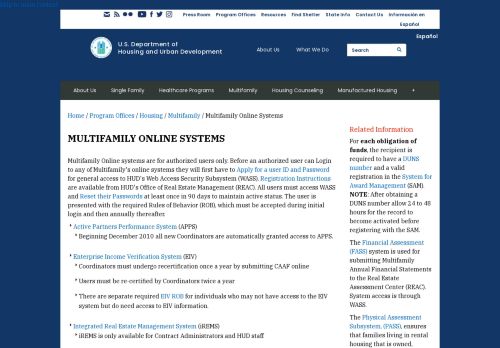 Skip to main content
Press Room Program Offices Resources Find Shelter State Info Contact Us Información en Español
U.S. Department of
Housing and Urban Development
About Us What We Do
Search
About Us Single Family Healthcare Programs Multifamily Housing Counseling Manufactured Housing +
Home / Program Offices / Housing / Multifamily / Multifamily Online Systems
MULTIFAMILY ONLINE SYSTEMS
Multifamily Online systems are for authorized users only. Before an authorized user can Login
to any of Multifamily's online systems they will first have to Apply for a user ID and Password
for general access to HUD's Web Access Security Subsystem (WASS). Registration Instructions
are available from HUD's Office of Real Estate Management (REAC). All users must access WASS
and Reset their Passwords at least once in 90 days to maintain active status. The user is
presented with the required Rules of Behavior (ROB), which must be accepted during initial
login and then annually thereafter.
* Active Partners Performance System (APPS)
* Beginning December 2010 all new Coordinators are automatically granted access to APPS.
* Enterprise Income Verification System (EIV)
* Coordinators must undergo recertification once a year by submitting CAAF online
* Users must be re-certified by Coordinators twice a year
* There are separate required EIV ROB for individuals who may not have access to the EIV
system but do need access to EIV information.
* Integrated Real Estate Management System (iREMS)
* iREMS is only available for Contract Administrators and HUD staff
Related Information
For each obligation of
funds, the recipient is
required to have a DUNS
number and a valid
registration in the System for
Award Management (SAM).
NOTE: After obtaining a
DUNS number allow 24 to 48
hours for the record to
become activated before
registering with the SAM.
The Financial Assessment
(FASS) system is used for
submitting Multifamily
Annual Financial Statements
to the Real Estate
Assessment Center (REAC).
System access is through
WASS.
The Physical Assessment
Subsystem, (PASS), ensures
that families living in rental
housing that is owned,